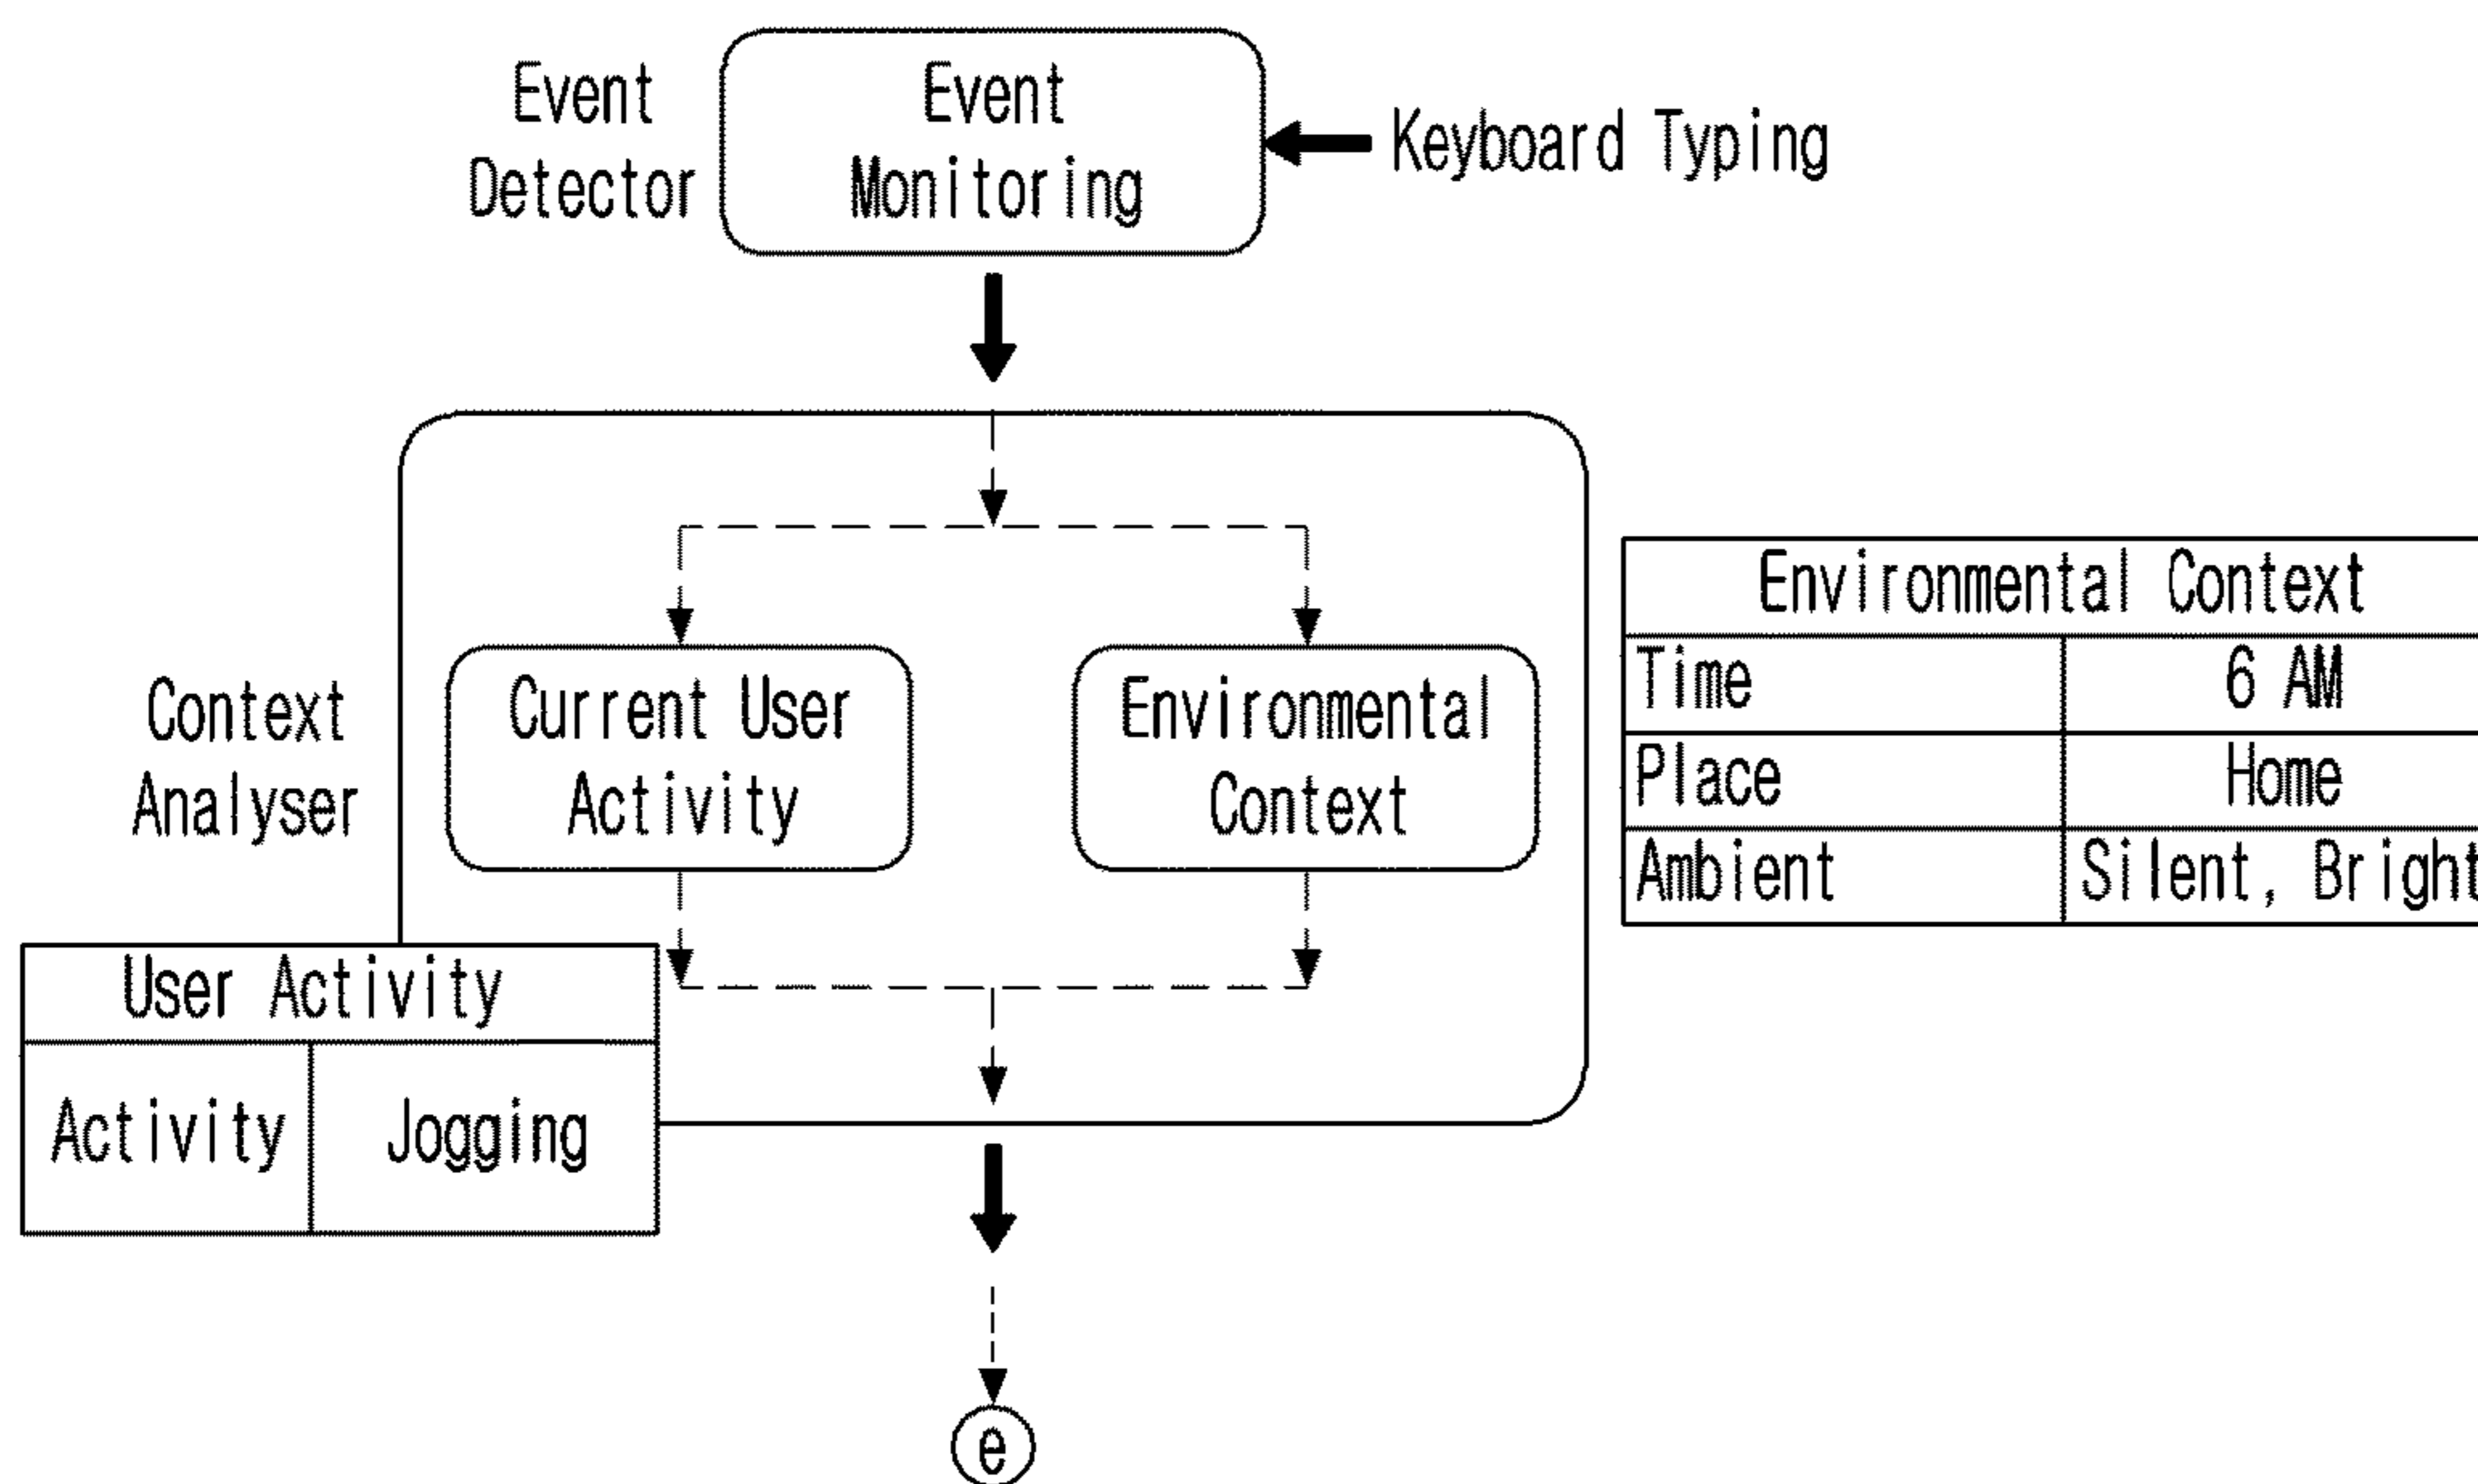 Event
Detector
Event
Monitoring
Keyboard Typing
Context
Analyser
Current User
Activity
Environmental
Context
Environmental Context
Time 6 AM
Place Home
Ambient Silent, Bright
User Activity
Activity Jogging
e